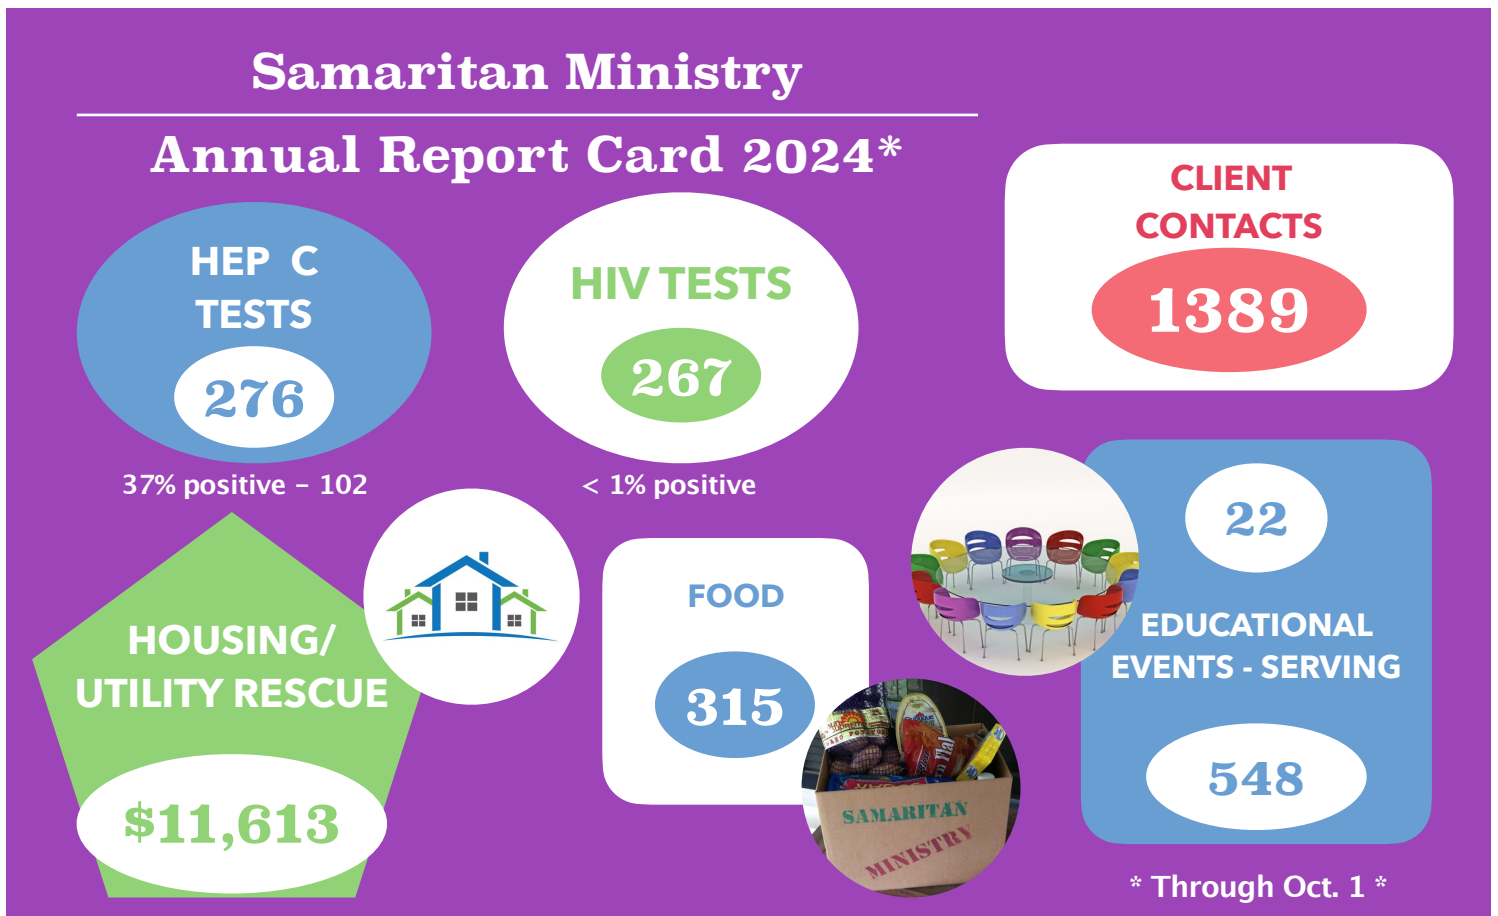 Samaritan Ministry
Annual Report Card 2024*
HEP C
TESTS
276
37% positive – 102
HIV TESTS
267
< 1% positive
CLIENT
CONTACTS
1389
HOUSING/
UTILITY RESCUE
$11,613
FOOD
315
SAMARITAN
MINISTRY
22
EDUCATIONAL
EVENTS - SERVING
548
* Through Oct. 1 *